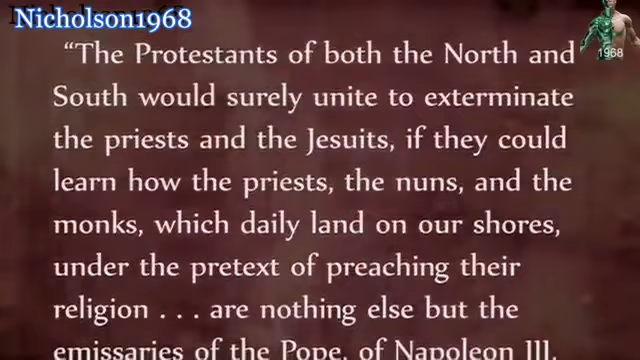 Nicholson1968
1968
“The Protestants of both the North and
South would surely unite to exterminate
the priests and the Jesuits, if they could
learn how the priests, the nuns, and the
monks, which daily land on our shores,
under the pretext of preaching their
religion . . . are nothing else but the
emissaries of the Pope, of Napoleon III,